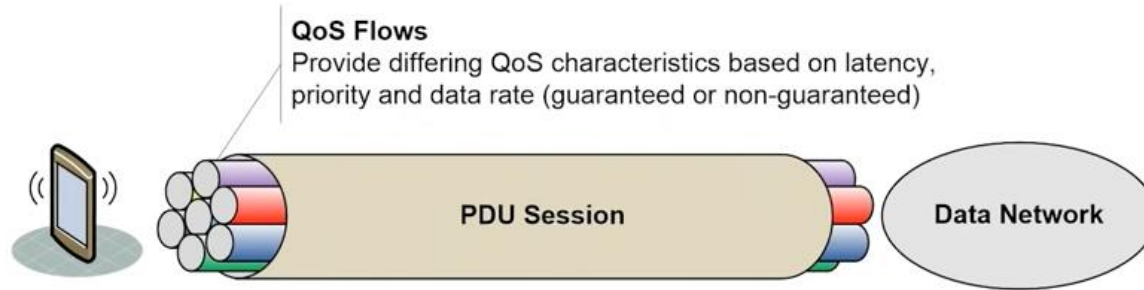 QoS Flows
Provide differing QoS characteristics based on latency,
priority and data rate (guaranteed or non-guaranteed)
PDU Session
Data Network